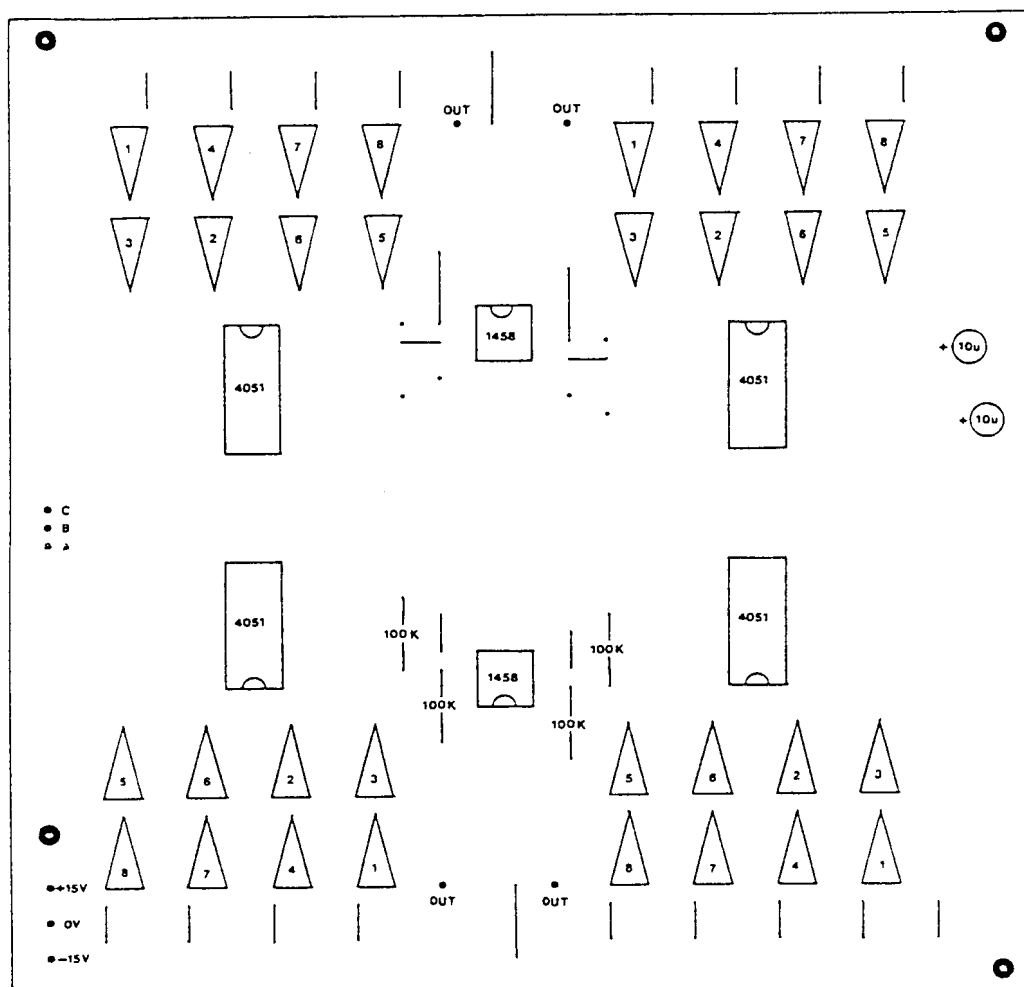 OUT OUT
1 4 7 8 1 4 7 8
3 2 6 5 3 2 6 5
1458
4051 4051 + 10u
+ 10u
C
B
A
4051 4051
100K 100K
1458
100K 100K
5 6 2 3 5 6 2 3
8 7 4 1 8 7 4 1
+15V OUT OUT
0V
-15V